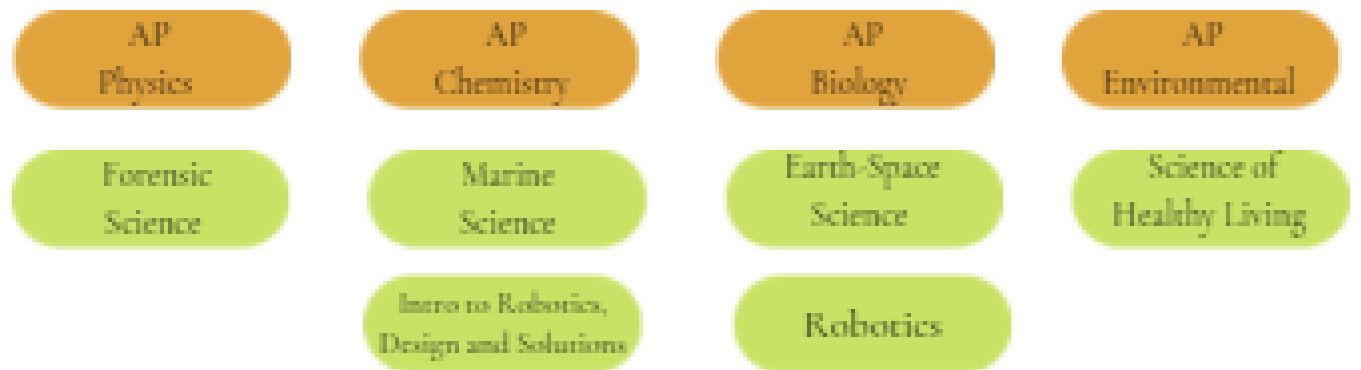 AP
Physics
AP
Chemistry
AP
Biology
AP
Environmental
Forensic
Science
Marine
Science
Earth-Space
Science
Science of
Healthy Living
Intro to Robotics,
Design and Solutions
Robotics